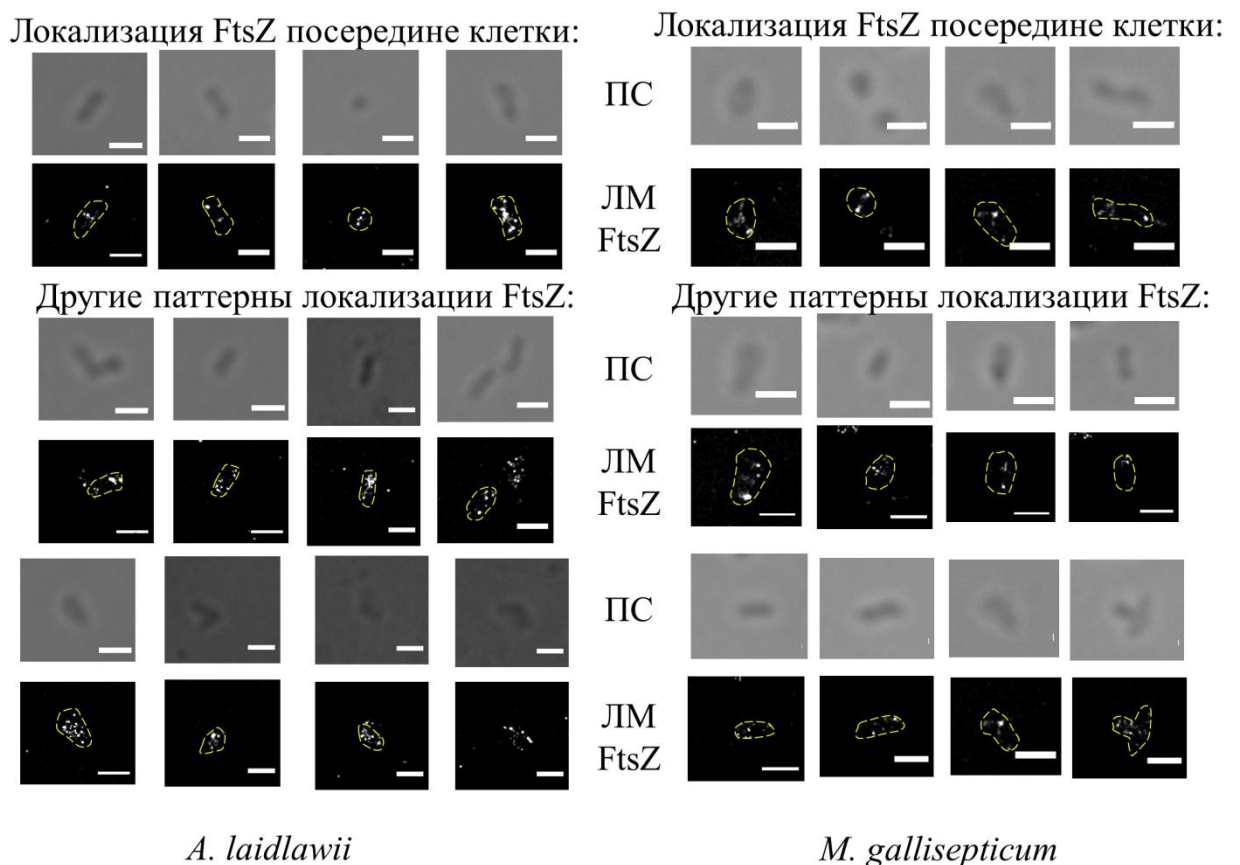 Локализация FtsZ посередине клетки:
Локализация FtsZ посередине клетки:
ПС
ЛМ
FtsZ
Другие паттерны локализации FtsZ:
Другие паттерны локализации FtsZ:
ПС
ЛМ
FtsZ
ПС
ЛМ
FtsZ
A. laidlawii
M. gallisepticum